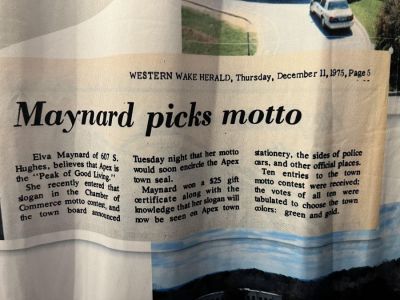 WESTERN WAKE HERALD, Thursday, December 11, 1975, Page 5
Maynard picks motto
Elva Maynard of 607 S.
Hughes, believes that Apex is
the "Peak of Good Living."
She recently entered that
slogan in the Chamber of
Commerce motto contest, and
the town board announced
Tuesday night that her motto
would soon encircle the Apex
town seal.
Maynard won a $25 gift
certificate along with the
knowledge that her slogan will
now be seen on Apex town
stationery, the sides of police
cars, and other official places.
Ten entries to the town
motto contest were received;
the votes of all ten were
tabulated to choose the town
colors: green and gold.